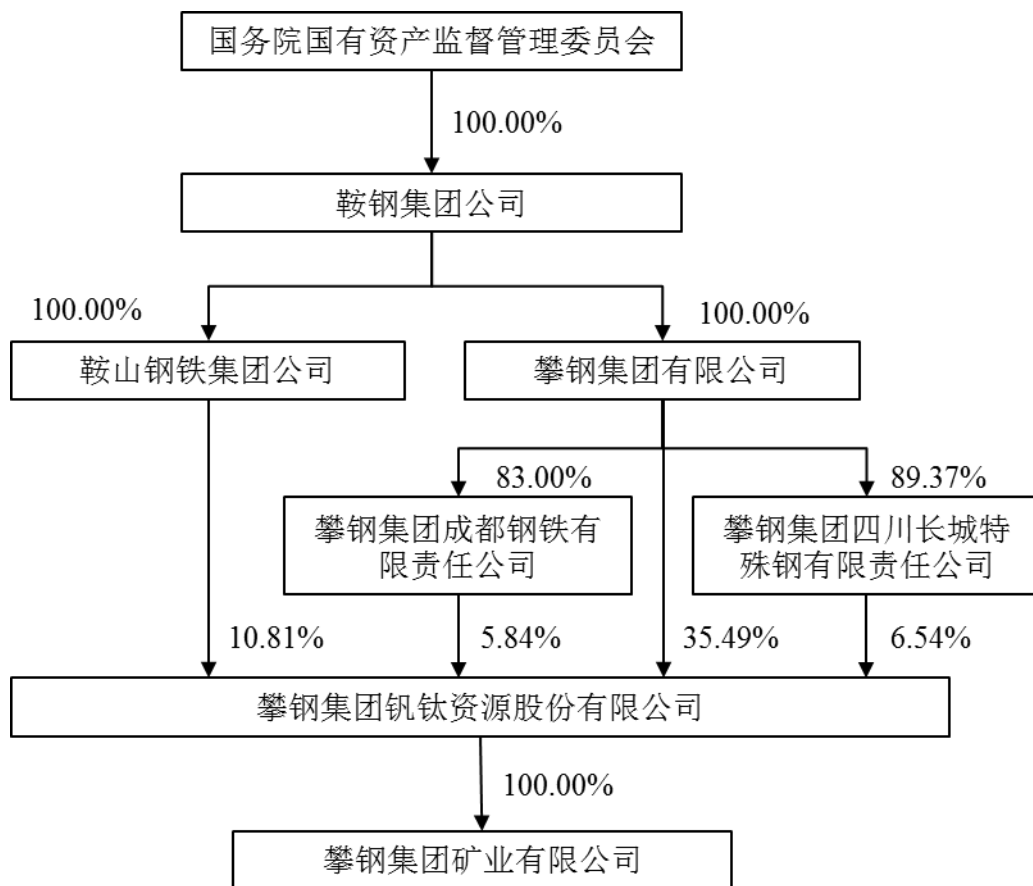 国务院国有资产监督管理委员会
100.00%
鞍钢集团公司
100.00%
100.00%
鞍山钢铁集团公司
攀钢集团有限公司
83.00%
89.37%
攀钢集团成都钢铁有
限责任公司
攀钢集团四川长城特
殊钢有限责任公司
10.81%
5.84%
35.49%
6.54%
攀钢集团钒钛资源股份有限公司
100.00%
攀钢集团矿业有限公司